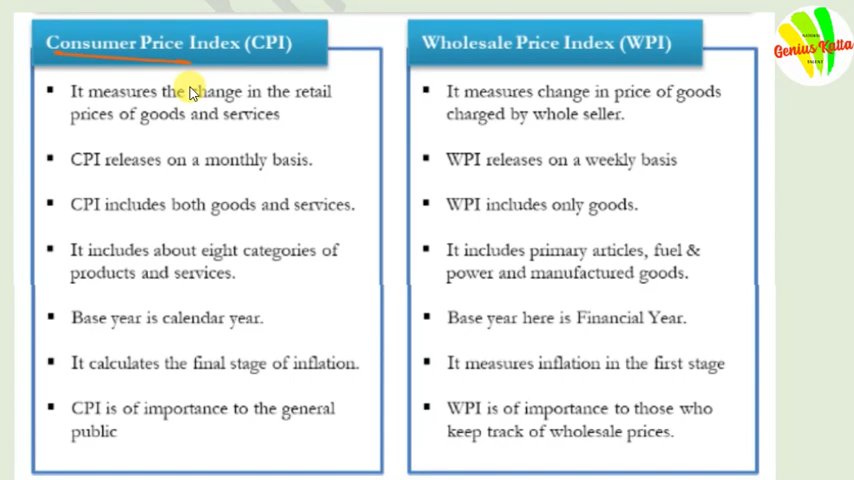 Consumer Price Index (CPI)
It measures the change in the retail
prices of goods and services
CPI releases on a monthly basis.
CPI includes both goods and services.
It includes about eight categories of
products and services.
Base year is calendar year.
It calculates the final stage of inflation.
CPI is of importance to the general
public
Wholesale Price Index (WPI)
It measures change in price of goods
charged by whole seller.
WPI releases on a weekly basis
WPI includes only goods.
It includes primary articles, fuel &
power and manufactured goods.
Base year here is Financial Year.
It measures inflation in the first stage
WPI is of importance to those who
keep track of wholesale prices.
NATURAL
Genius Katta
TALENT